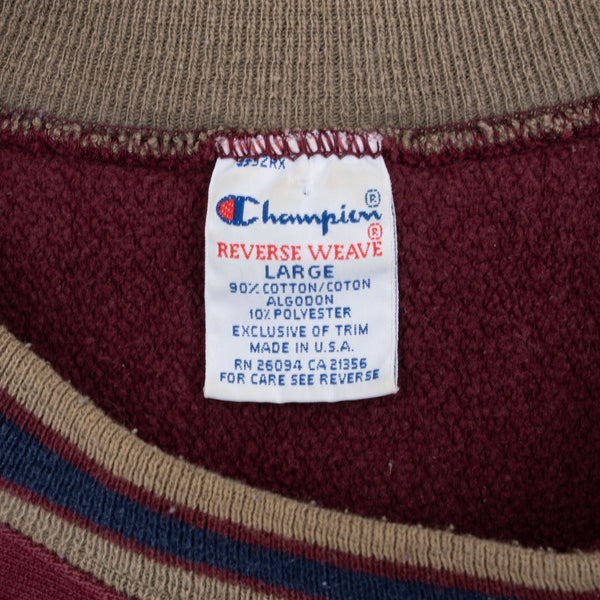 Champion®
REVERSE WEAVE®
LARGE
90% COTTON/COTON
ALGODON
10% POLYESTER
EXCLUSIVE OF TRIM
MADE IN U.S.A.
RN 26094 CA 21356
FOR CARE SEE REVERSE